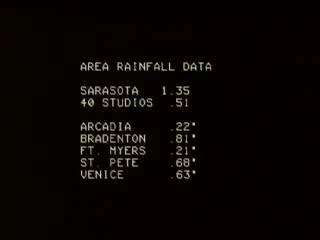 AREA RAINFALL DATA
SARASOTA 1.35
40 STUDIOS .51
ARCADIA .22"
BRADENTON .81"
FT. MYERS .21"
ST. PETE .68"
VENICE .63"